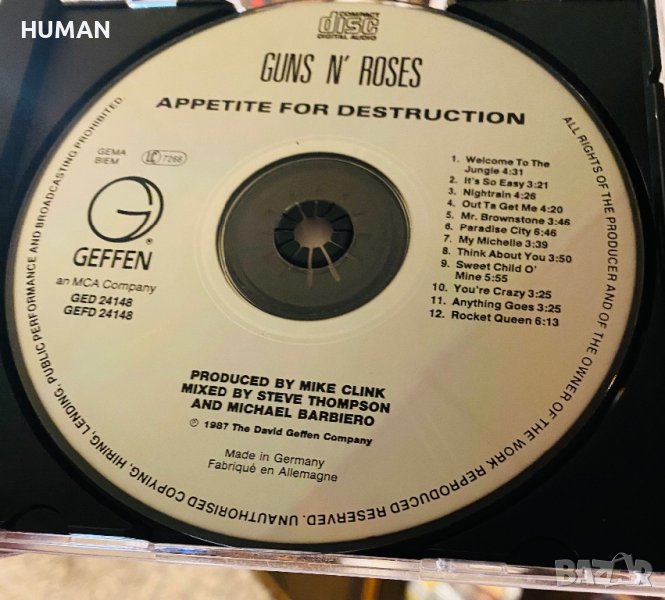 HUMAN
COMPACT
disc
DIGITAL AUDIO
GUNS N' ROSES
APPETITE FOR DESTRUCTION
GEMA
BIEM
LC 7266
GEFFEN
®
an MCA Company
GED 24148
GEFD 24148
1. Welcome To The
Jungle 4:31
2. It's So Easy 3:21
3. Nightrain 4:26
4. Out Ta Get Me 4:20
5. Mr. Brownstone 3:46
6. Paradise City 6:46
7. My Michelle 3:39
8. Think About You 3:50
9. Sweet Child O'
Mine 5:55
10. You're Crazy 3:25
11. Anything Goes 3:25
12. Rocket Queen 6:13
PRODUCED BY MIKE CLINK
MIXED BY STEVE THOMPSON
AND MICHAEL BARBIERO
℗ 1987 The David Geffen Company
Made in Germany
Fabriqué en Allemagne
ALL RIGHTS OF THE PRODUCER AND OF THE OWNER OF THE WORK REPRODUCED RESERVED. UNAUTHORISED COPYING, HIRING, LENDING, PUBLIC PERFORMANCE AND BROADCASTING PROHIBITED.
BAZAR